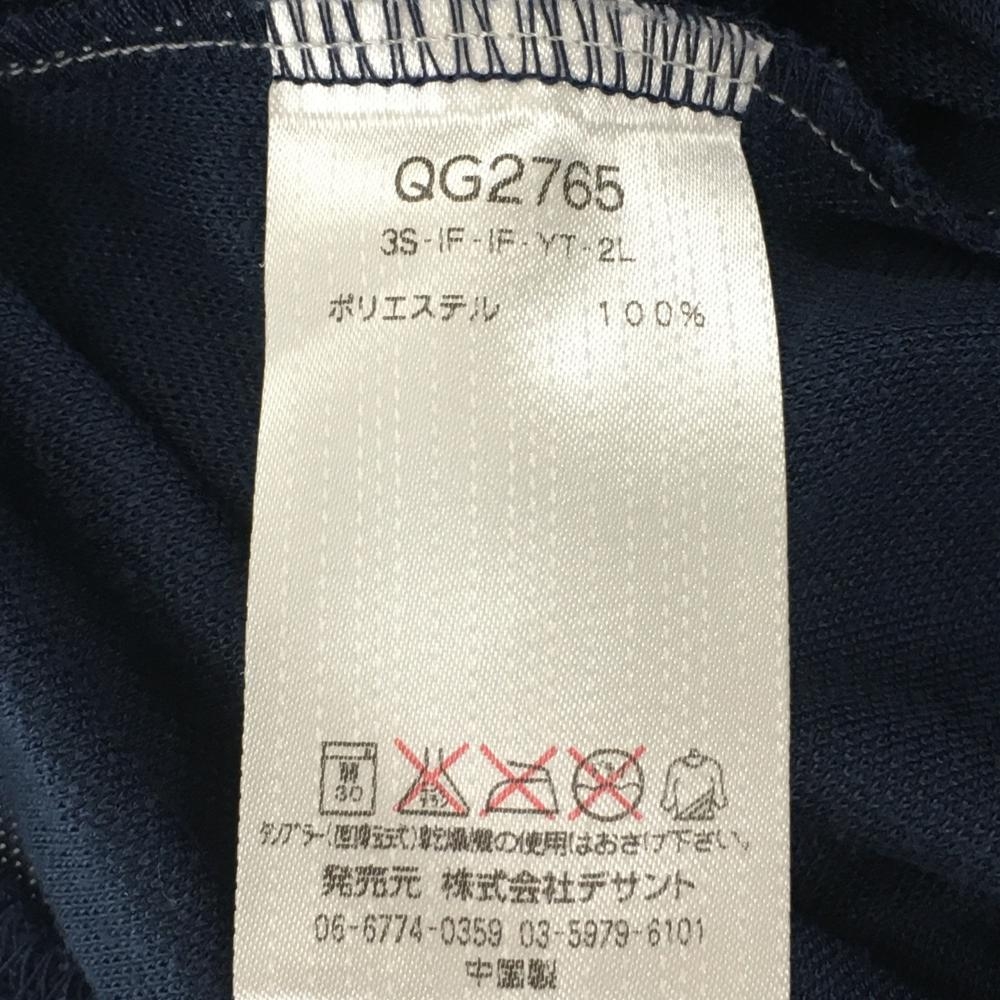 QG2765
3S-IF-IF-YT-2L
ポリエステル 100%
弱 30
タンブラー(回転式)乾燥機の使用はおさけ下さい。
発売元 株式会社デサント
06-6774-0359 03-5979-6101
中国製